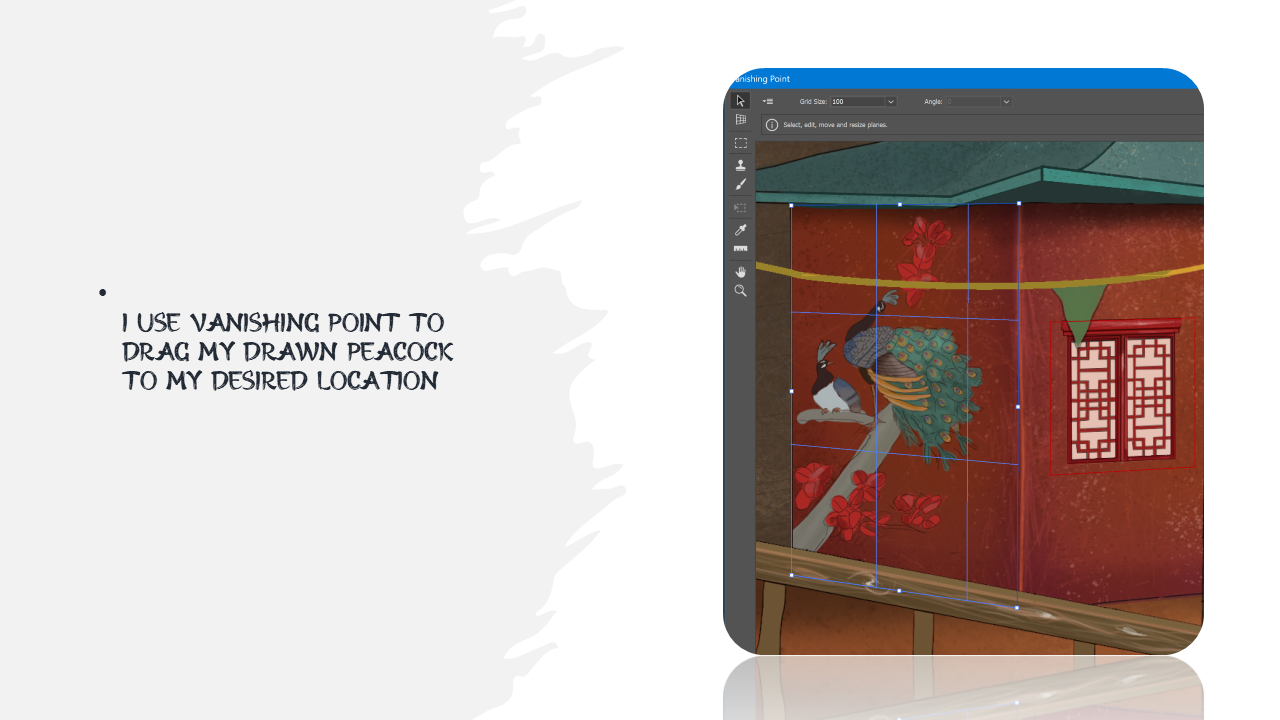 I USE VANISHING POINT TO
DRAG MY DRAWN PEACOCK
TO MY DESIRED LOCATION
anishing Point
Grid Size: 100 Angle: 0
Select, edit, move and resize planes.